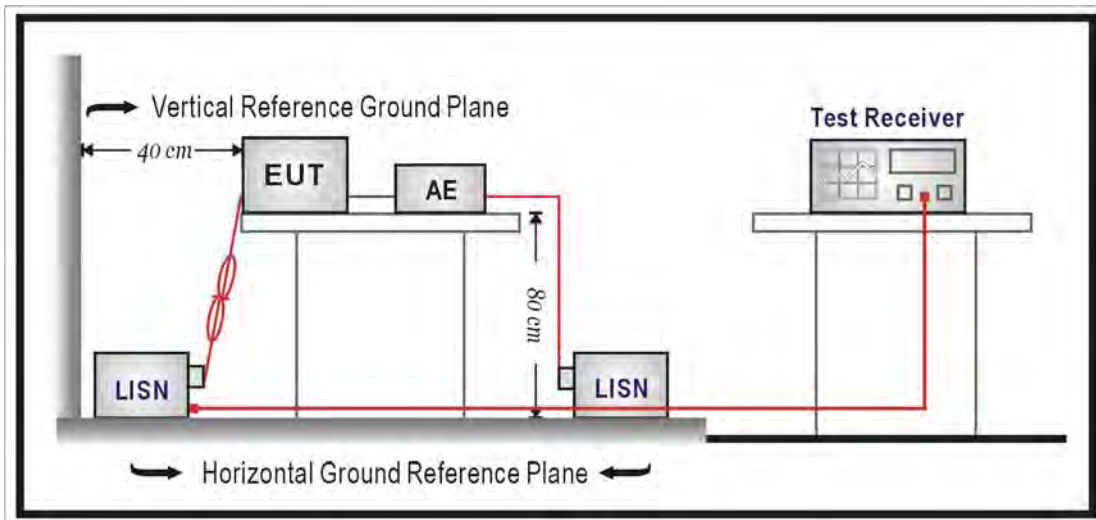 Vertical Reference Ground Plane
Test Receiver
40 cm
EUT
AE
80 cm
LISN
LISN
Horizontal Ground Reference Plane